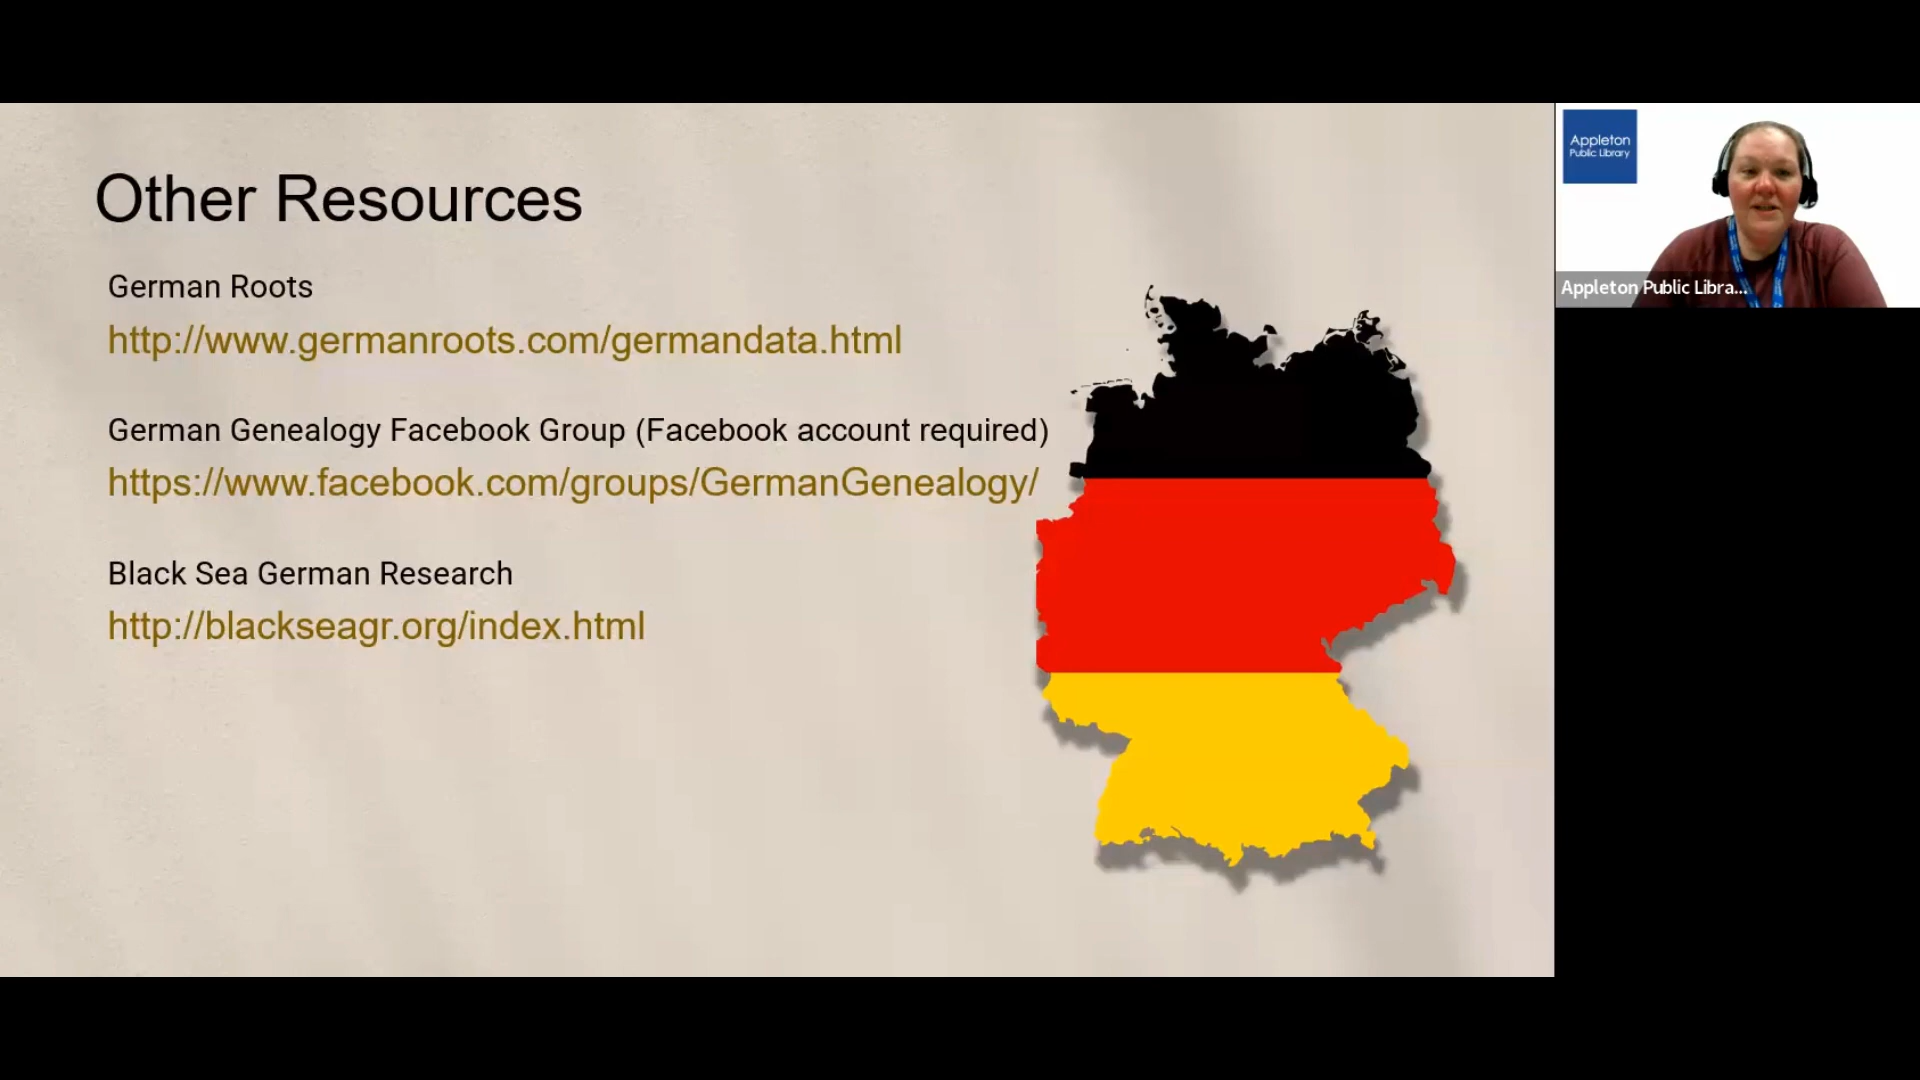 Other Resources
German Roots
http://www.germanroots.com/germandata.html
German Genealogy Facebook Group (Facebook account required)
https://www.facebook.com/groups/GermanGenealogy/
Black Sea German Research
http://blackseagr.org/index.html
Appleton
Public Library
Appleton Public Libra...